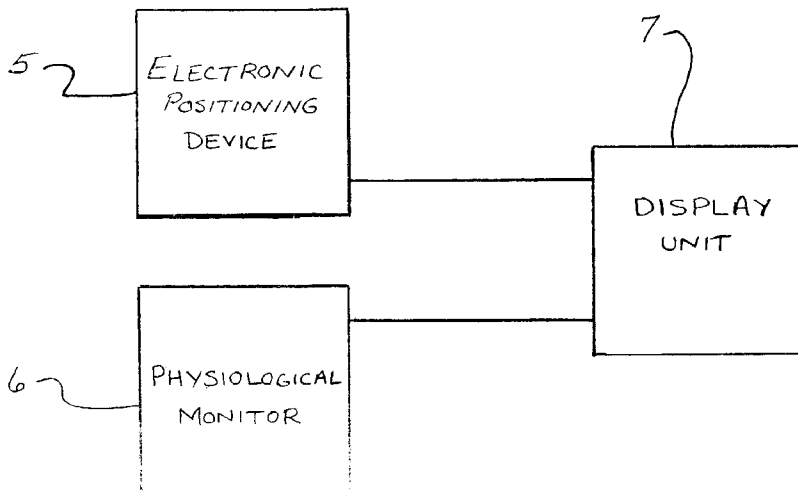 5
ELECTRONIC
POSITIONING
DEVICE
7
DISPLAY
UNIT
6
PHYSIOLOGICAL
MONITOR